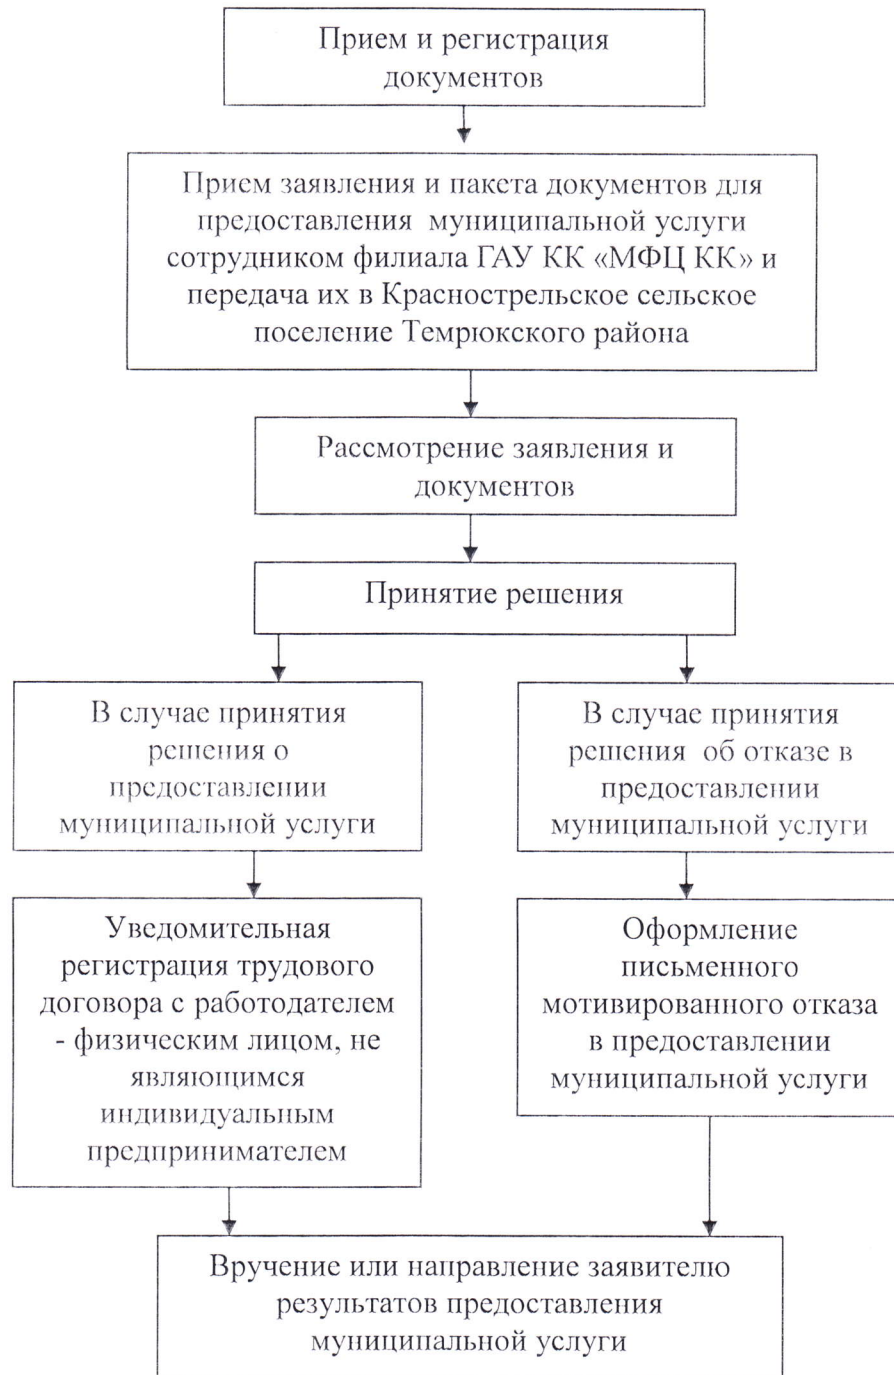 Прием и регистрация
документов
Прием заявления и пакета документов для
предоставления муниципальной услуги
сотрудником филиала ГАУ КК «МФЦ КК» и
передача их в Краснострельское сельское
поселение Темрюкского района
Рассмотрение заявления и
документов
Принятие решения
В случае принятия
решения о
предоставлении
муниципальной услуги
В случае принятия
решения об отказе в
предоставлении
муниципальной услуги
Уведомительная
регистрация трудового
договора с работодателем
- физическим лицом, не
являющимся
индивидуальным
предпринимателем
Оформление
письменного
мотивированного отказа
в предоставлении
муниципальной услуги
Вручение или направление заявителю
результатов предоставления
муниципальной услуги